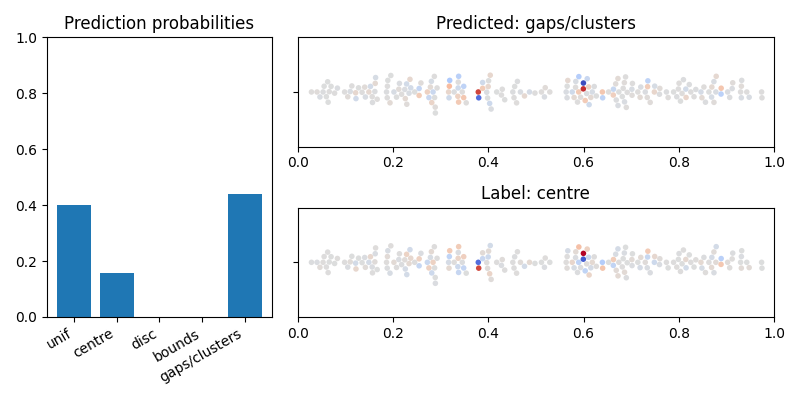 Prediction probabilities
1.0
0.8
0.6
0.4
0.2
0.0
unif
centre
disc
bounds
gaps/clusters
Predicted: gaps/clusters
0.0 0.2 0.4 0.6 0.8 1.0
Label: centre
0.0 0.2 0.4 0.6 0.8 1.0